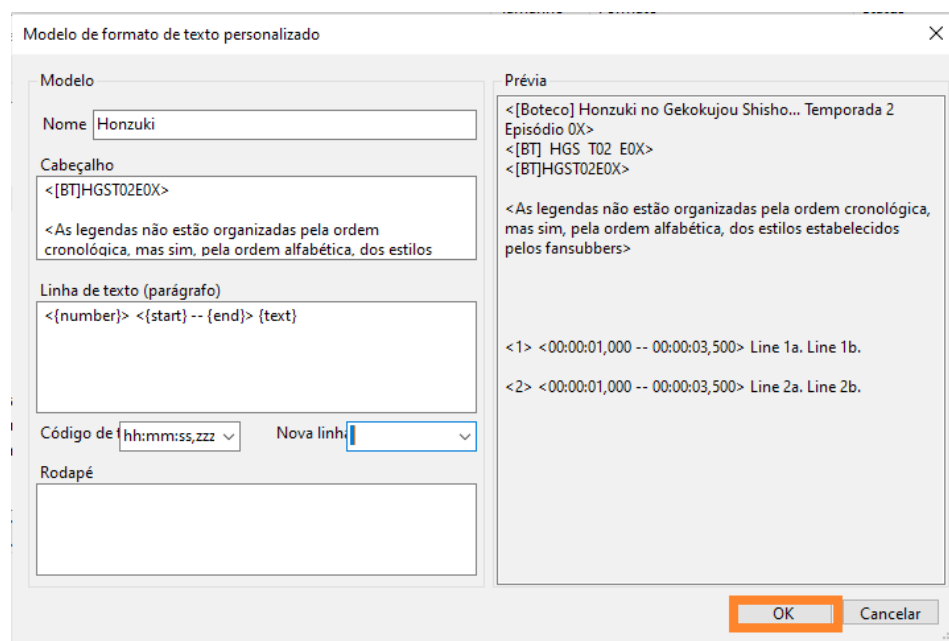 Modelo de formato de texto personalizado
Modelo
Nome Honzuki
Cabeçalho
<[BT]HGST02E0X>
<As legendas não estão organizadas pela ordem
cronológica, mas sim, pela ordem alfabética, dos estilos
Linha de texto (parágrafo)
<{number}> <{start} -- {end}> {text}
Código de hh:mm:ss,zzz Nova linha
Rodapé
Prévia
<[Boteco] Honzuki no Gekokujou Shisho... Temporada 2
Episódio 0X>
<[BT] HGS T02 E0X>
<[BT]HGST02E0X>
<As legendas não estão organizadas pela ordem cronológica,
mas sim, pela ordem alfabética, dos estilos estabelecidos
pelos fansubbers>
<1> <00:00:01,000 -- 00:00:03,500> Line 1a. Line 1b.
<2> <00:00:01,000 -- 00:00:03,500> Line 2a. Line 2b.
OK Cancelar